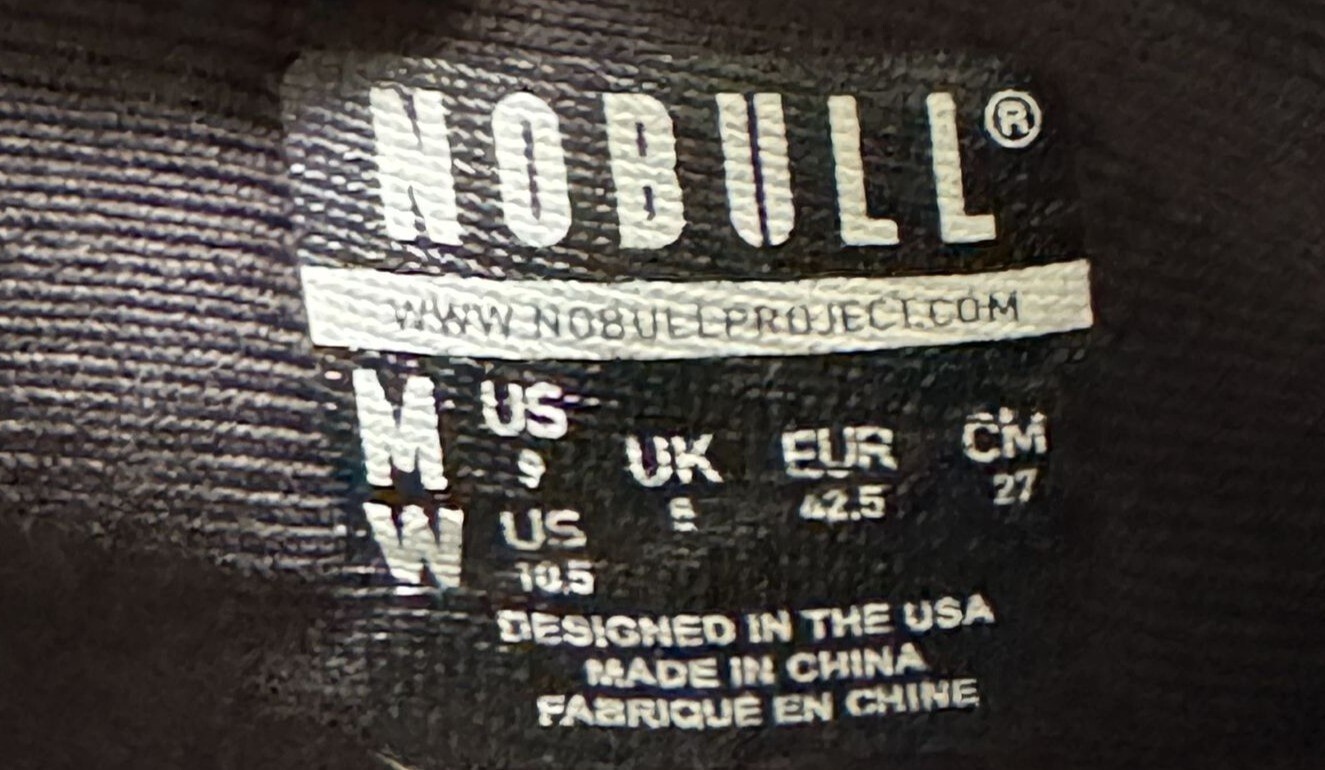 NOBULL®
WWW.NOBULLPROJECT.COM
M US 9 UK 8 EUR 42.5 CM 27
W US 10.5
DESIGNED IN THE USA
MADE IN CHINA
FABRIQUÉ EN CHINE